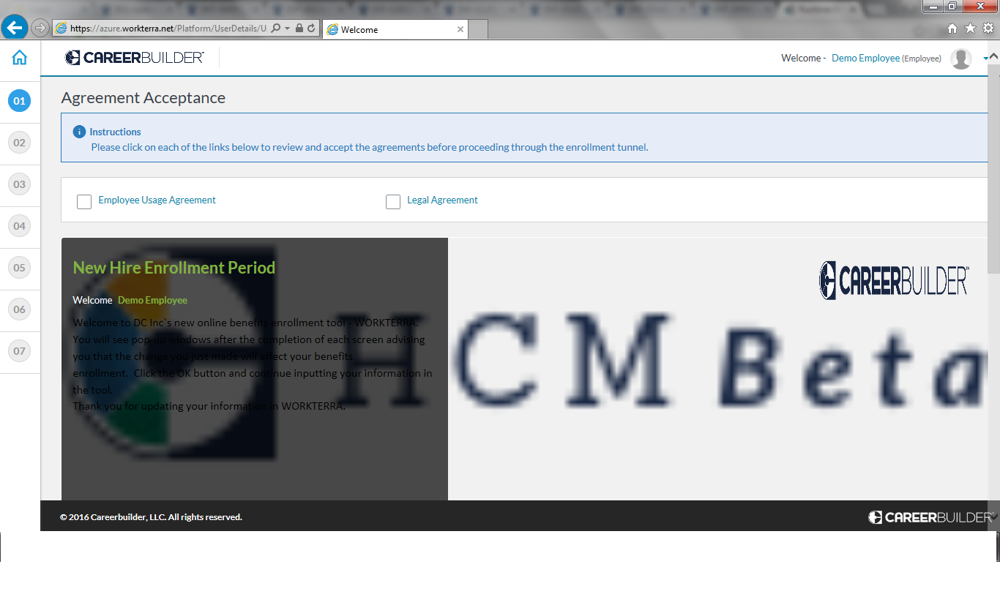 https://azure.workterra.net/Platform/UserDetails/U
Welcome
CAREERBUILDER
Welcome - Demo Employee (Employee)
01
02
03
04
05
06
07
Agreement Acceptance
Instructions
Please click on each of the links below to review and accept the agreements before proceeding through the enrollment tunnel.
Employee Usage Agreement
Legal Agreement
New Hire Enrollment Period
Welcome Demo Employee
Welcome to DC Inc`s new online benefits enrollment tool - WORKTERRA.
You will see pop-up windows after the completion of each screen advising
you that the change you just made will affect your benefits
enrollment. Click the OK button and continue inputting your information in
the tool.
Thank you for updating your information in WORKTERRA.
CAREERBUILDER™
HCM Beta
© 2016 Careerbuilder, LLC. All rights reserved.
CAREERBUILDER